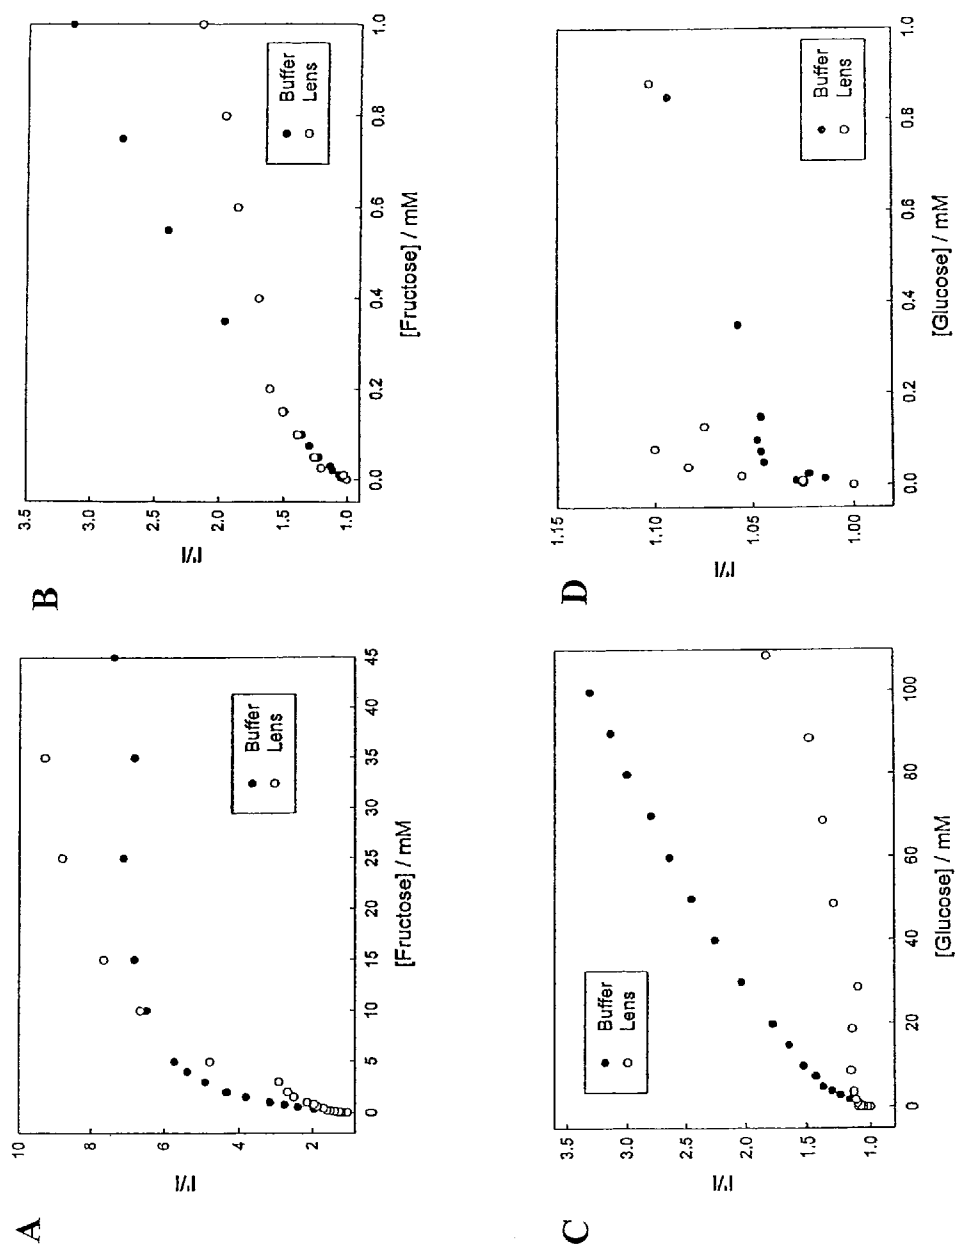 A
10
8
6
4
2
I'/I
Buffer
Lens
0 5 10 15 20 25 30 35 40 45
[Fructose] / mM
B
3.5
3.0
2.5
2.0
1.5
1.0
I'/I
Buffer
Lens
0.0 0.2 0.4 0.6 0.8 1.0
[Fructose] / mM
C
3.5
3.0
2.5
2.0
1.5
1.0
I'/I
Buffer
Lens
0 20 40 60 80 100
[Glucose] / mM
D
1.15
1.10
1.05
1.00
I'/I
Buffer
Lens
0.0 0.2 0.4 0.6 0.8 1.0
[Glucose] / mM